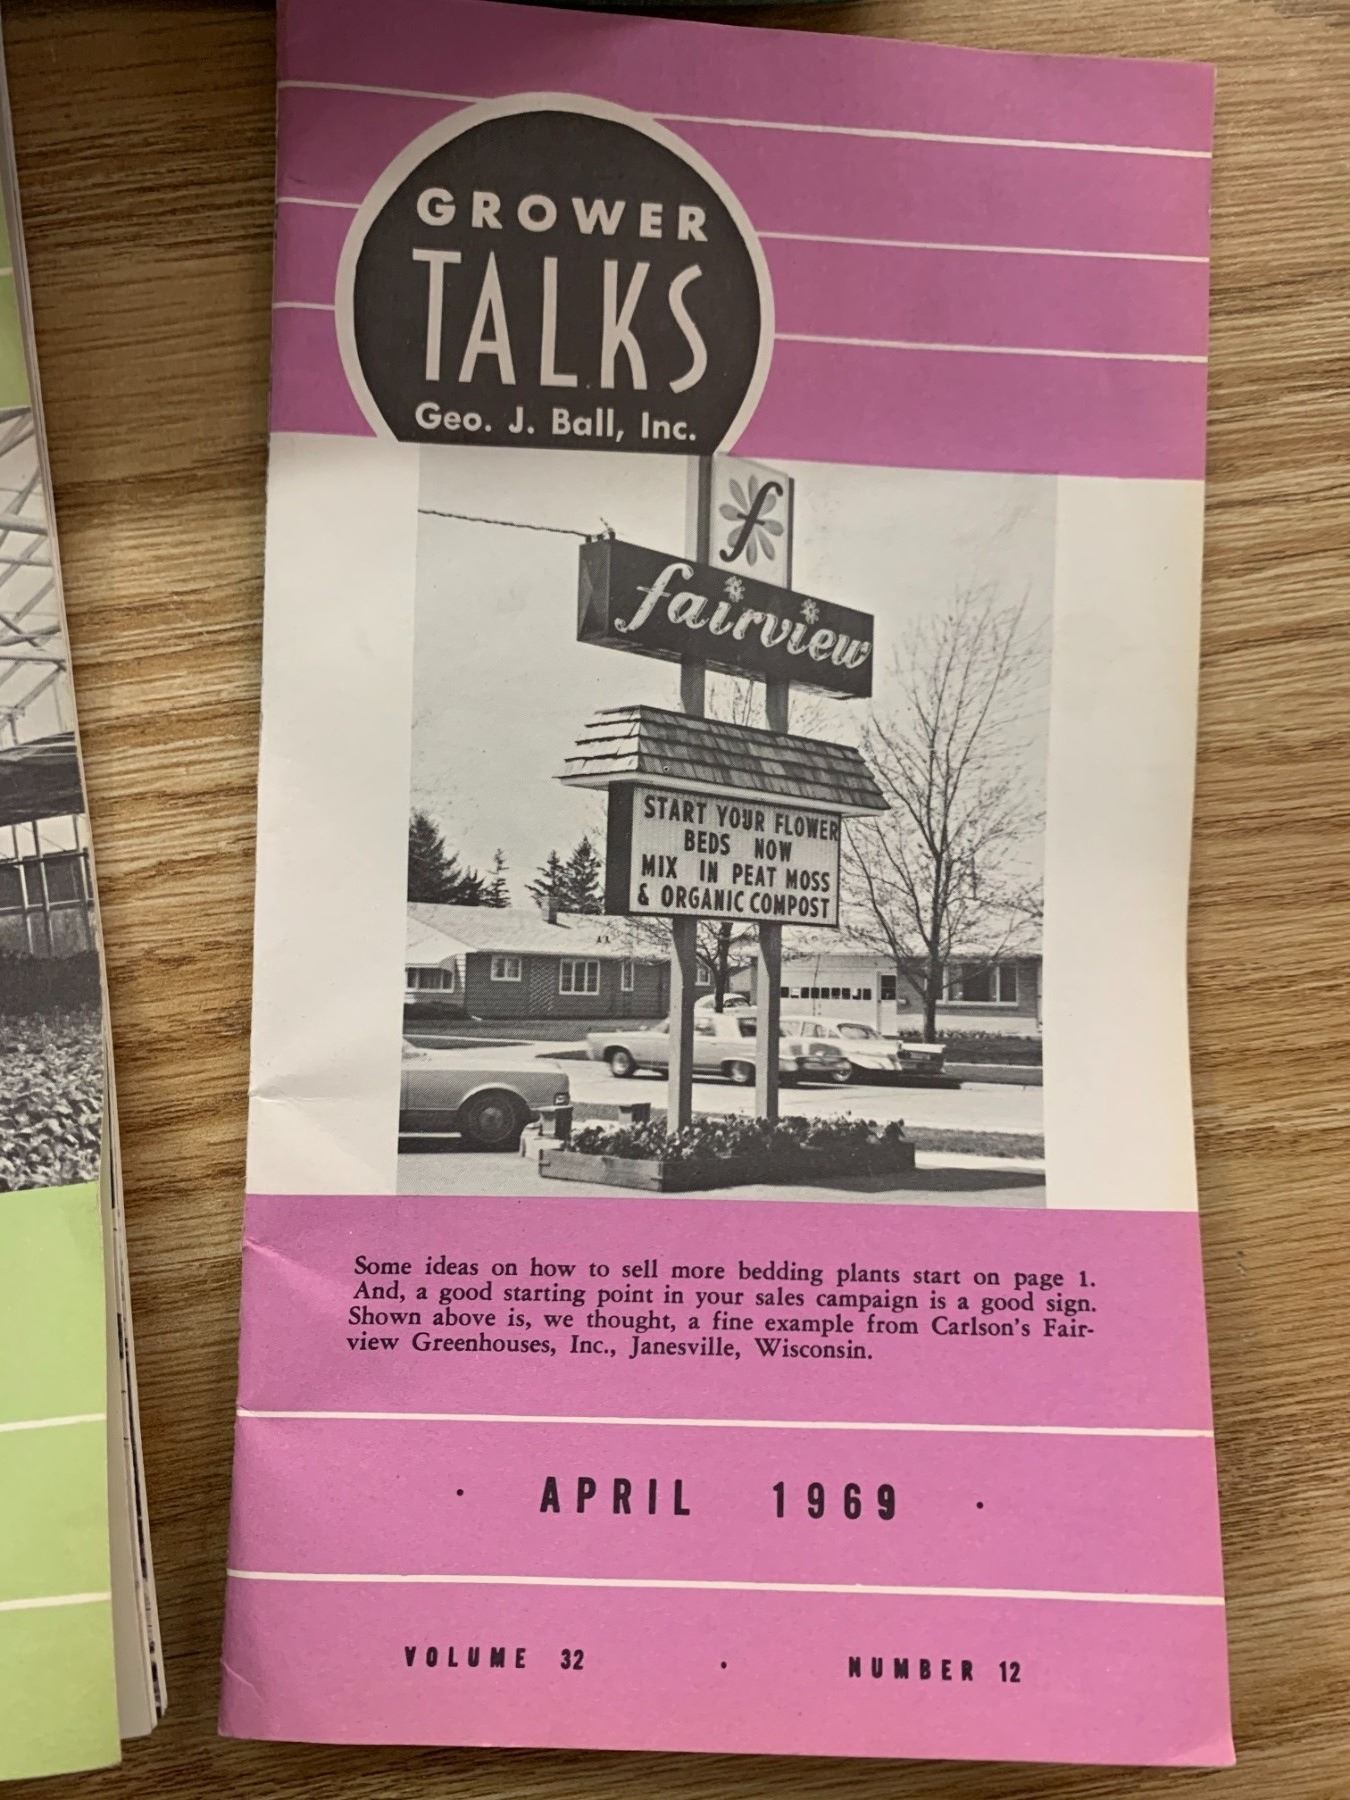 GROWER
TALKS
Geo. J. Ball, Inc.
f
fairview
START YOUR FLOWER
BEDS NOW
MIX IN PEAT MOSS
& ORGANIC COMPOST
Some ideas on how to sell more bedding plants start on page 1.
And, a good starting point in your sales campaign is a good sign.
Shown above is, we thought, a fine example from Carlson's Fair-
view Greenhouses, Inc., Janesville, Wisconsin.
· APRIL 1969 ·
VOLUME 32 · NUMBER 12